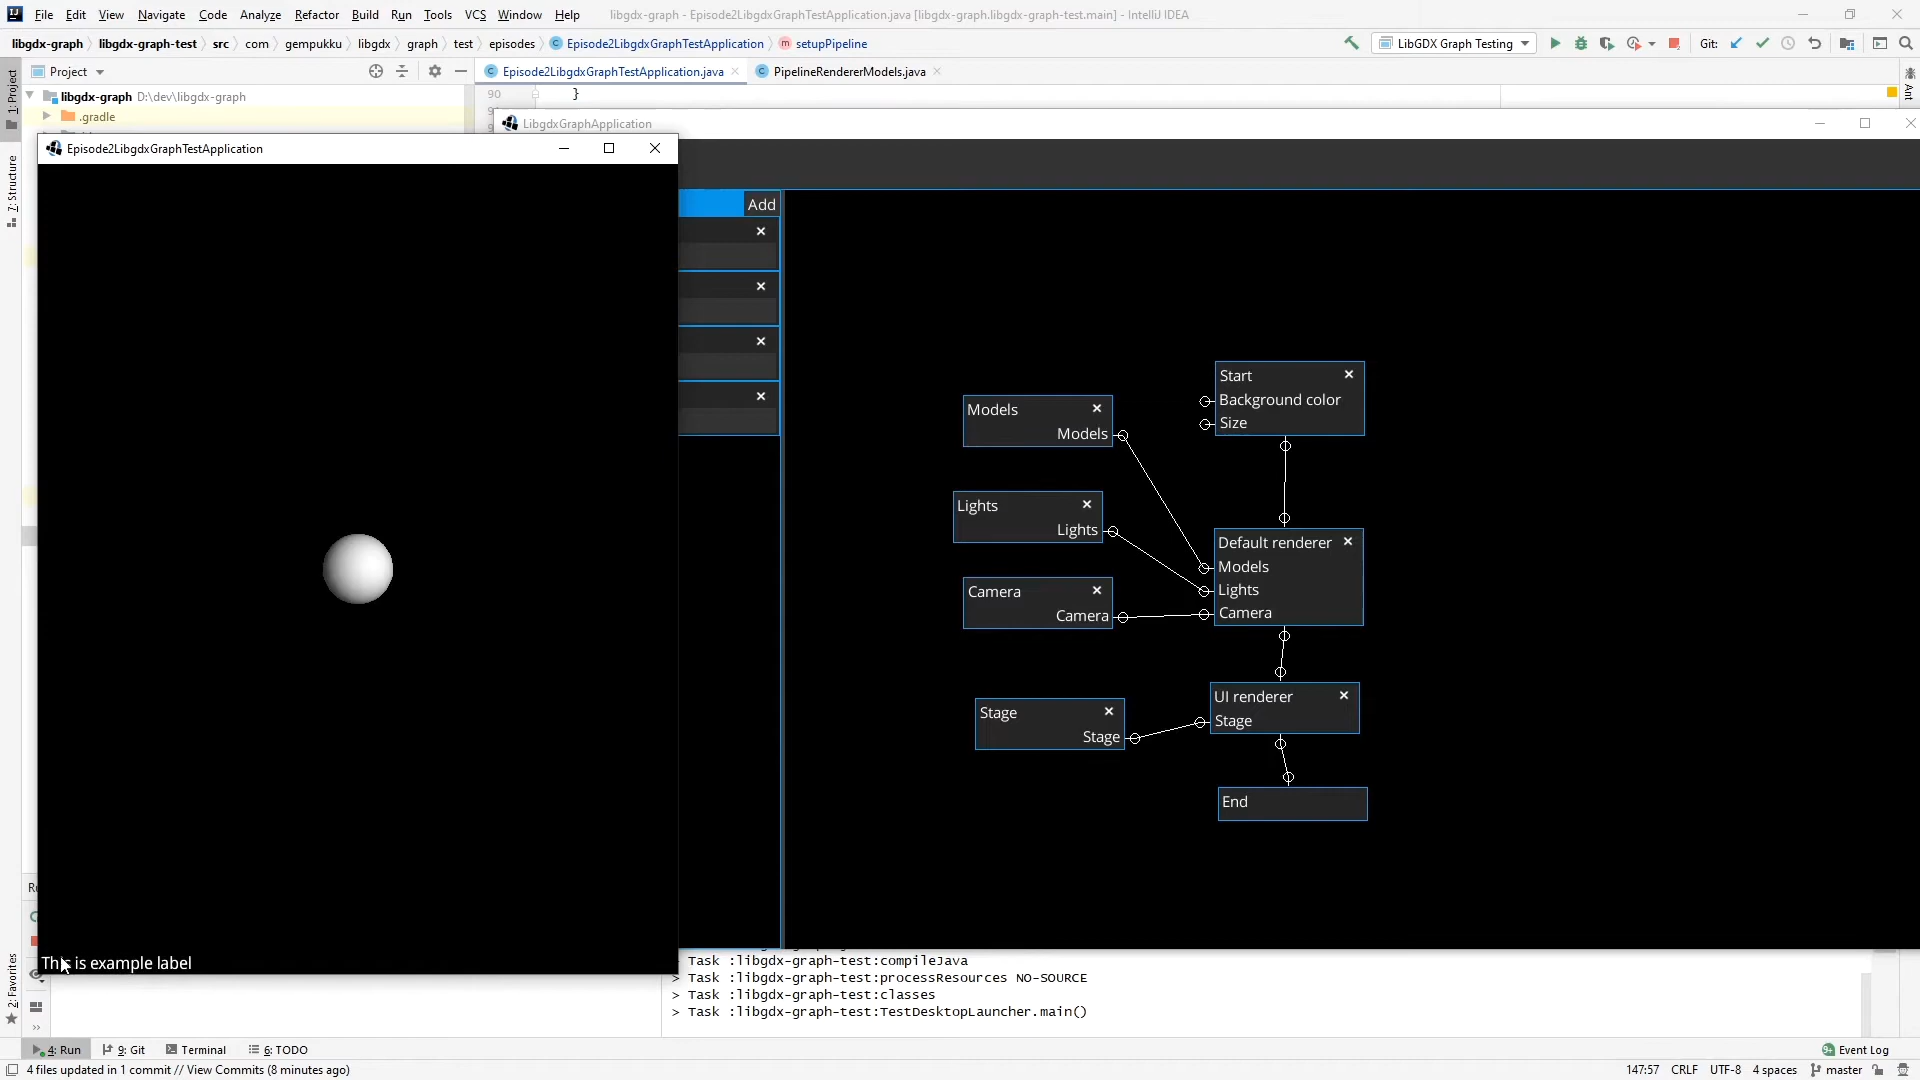 File Edit View Navigate Code Analyze Refactor Build Run Tools VCS Window Help libgdx-graph - Episode2LibgdxGraphTestApplication.java [libgdx-graph.libgdx-graph-test.main] - IntelliJ IDEA
libgdx-graph libgdx-graph-test src com gempukku libgdx graph test episodes Episode2LibgdxGraphTestApplication setupPipeline LibGDX Graph Testing Git:
1: Project
Project
Episode2LibgdxGraphTestApplication.java
PipelineRendererModels.java
Ant
libgdx-graph D:\dev\libgdx-graph
90 }
.gradle
LibgdxGraphApplication
Episode2LibgdxGraphTestApplication
7: Structure
Add
Start
Background color
Size
Models
Models
Lights
Lights
Default renderer
Models
Lights
Camera
Camera
Camera
UI renderer
Stage
Stage
Stage
End
This is example label
2: Favorites
> Task :libgdx-graph-test:compileJava
> Task :libgdx-graph-test:processResources NO-SOURCE
> Task :libgdx-graph-test:classes
> Task :libgdx-graph-test:TestDesktopLauncher.main()
4: Run 9: Git Terminal 6: TODO Event Log
4 files updated in 1 commit // View Commits (8 minutes ago) 147:57 CRLF UTF-8 4 spaces master